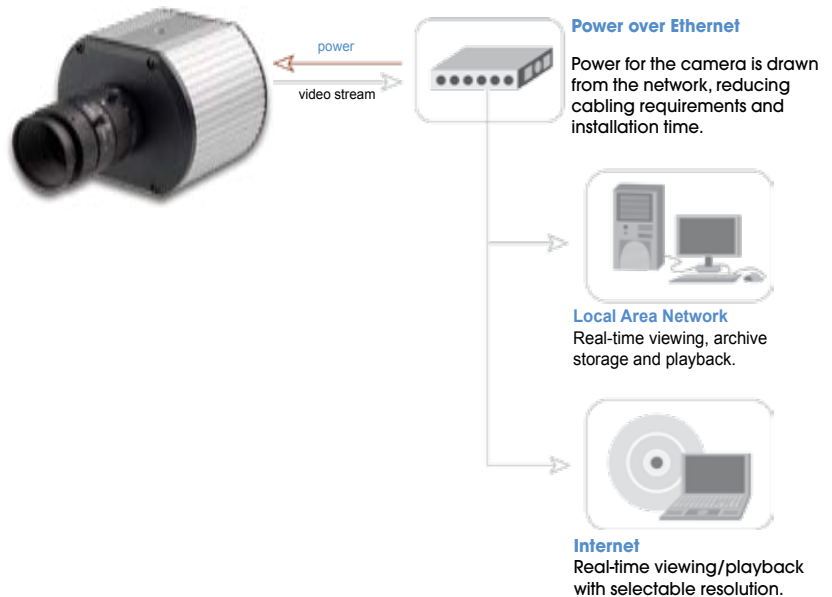 power
video stream
Power over Ethernet
Power for the camera is drawn
from the network, reducing
cabling requirements and
installation time.
Local Area Network
Real-time viewing, archive
storage and playback.
Internet
Real-time viewing/playback
with selectable resolution.